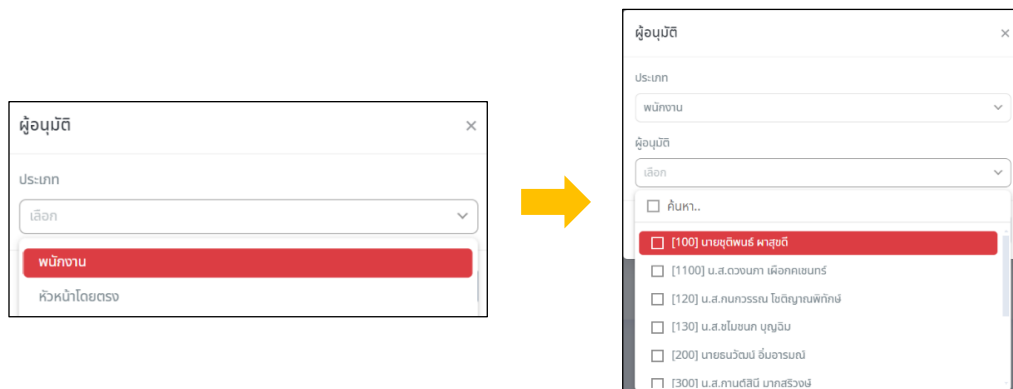 ผู้อนุมัติ
ประเภท
เลือก
พนักงาน
หัวหน้าโดยตรง
ผู้อนุมัติ
ประเภท
พนักงาน
ผู้อนุมัติ
เลือก
ค้นหา..
[100] นายชุติพนธ์ ผาสุขดี
[1100] น.ส.ดวงนภา เผือกคเชนทร์
[120] น.ส.กนกวรรณ โชติญาณพิทักษ์
[130] น.ส.ชไมชนก บุญฉิม
[200] นายธนวัฒน์ อิ่มอารมณ์
[300] น.ส.กานต์สินี มากสุริวงษ์